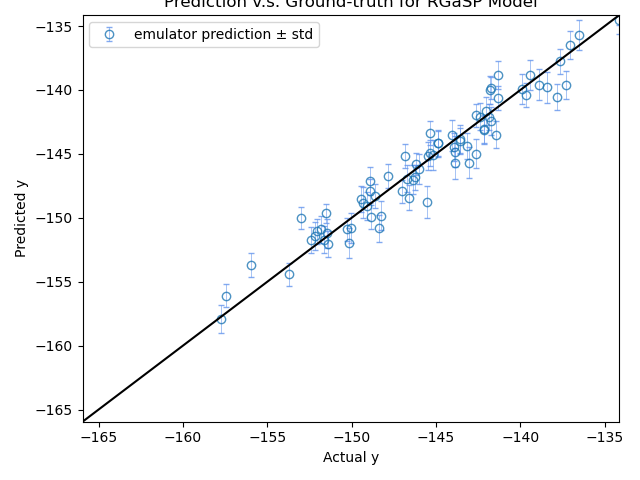 Prediction v.s. Ground-truth for RGaSP Model
emulator prediction ± std
−135
−140
−145
−150
−155
−160
−165
Predicted y
−165 −160 −155 −150 −145 −140 −135
Actual y